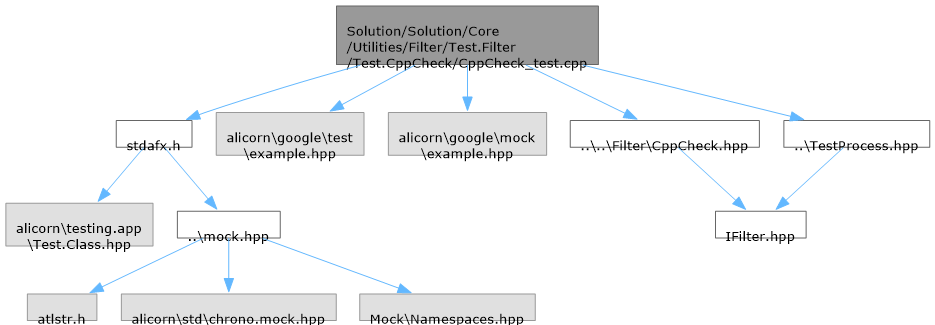 Solution/Solution/Core
/Utilities/Filter/Test.Filter
/Test.CppCheck/CppCheck_test.cpp
stdafx.h
alicorn\google\test
\example.hpp
alicorn\google\mock
\example.hpp
..\..\Filter\CppCheck.hpp
..\TestProcess.hpp
alicorn\testing.app
\Test.Class.hpp
..\mock.hpp
IFilter.hpp
atlstr.h
alicorn\std\chrono.mock.hpp
Mock\Namespaces.hpp